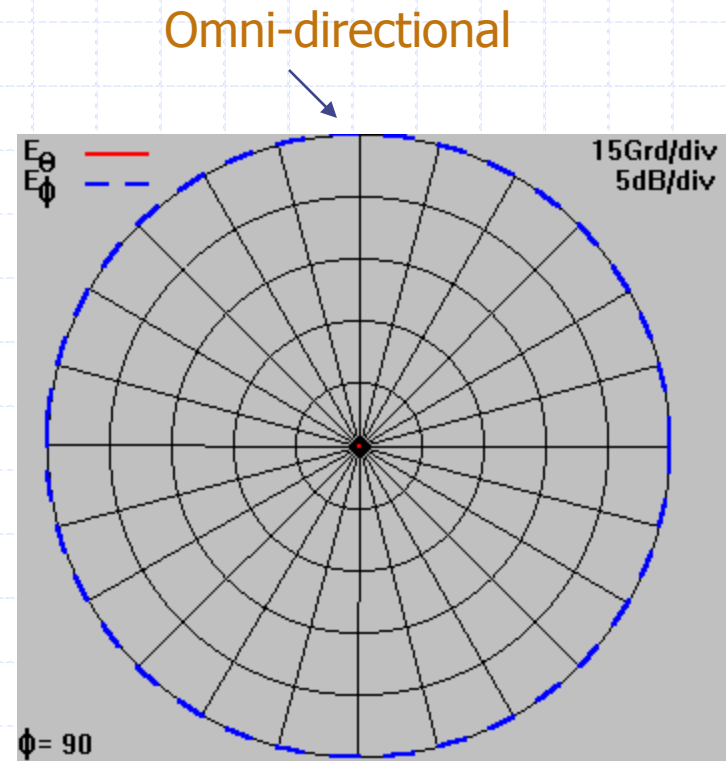 Omni-directional
Eθ
Eϕ
15Grd/div
5dB/div
ϕ= 90